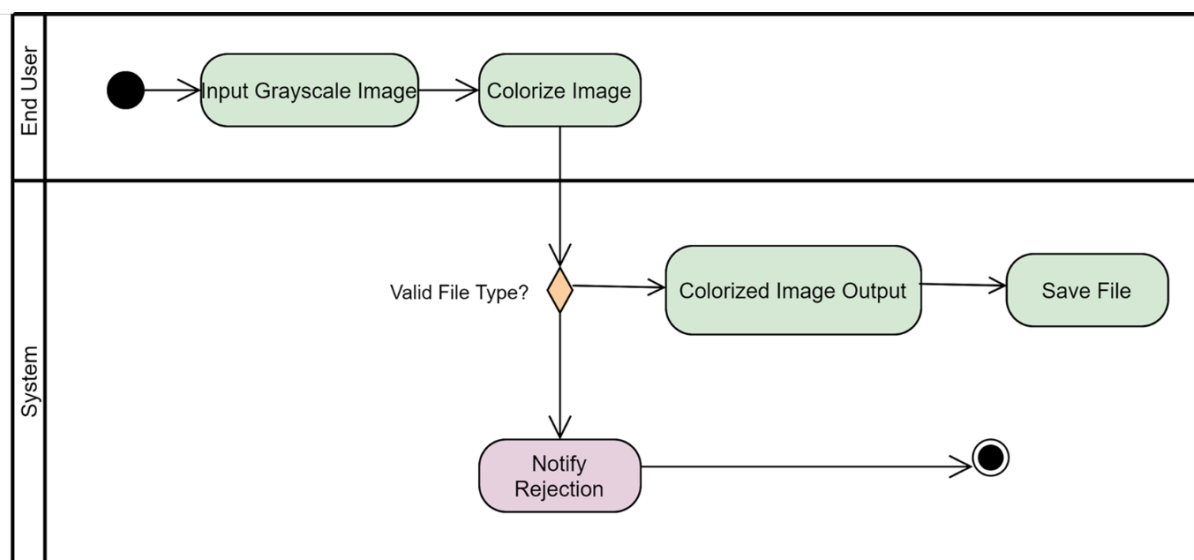 End User
Input Grayscale Image
Colorize Image
System
Valid File Type?
Colorized Image Output
Save File
Notify
Rejection